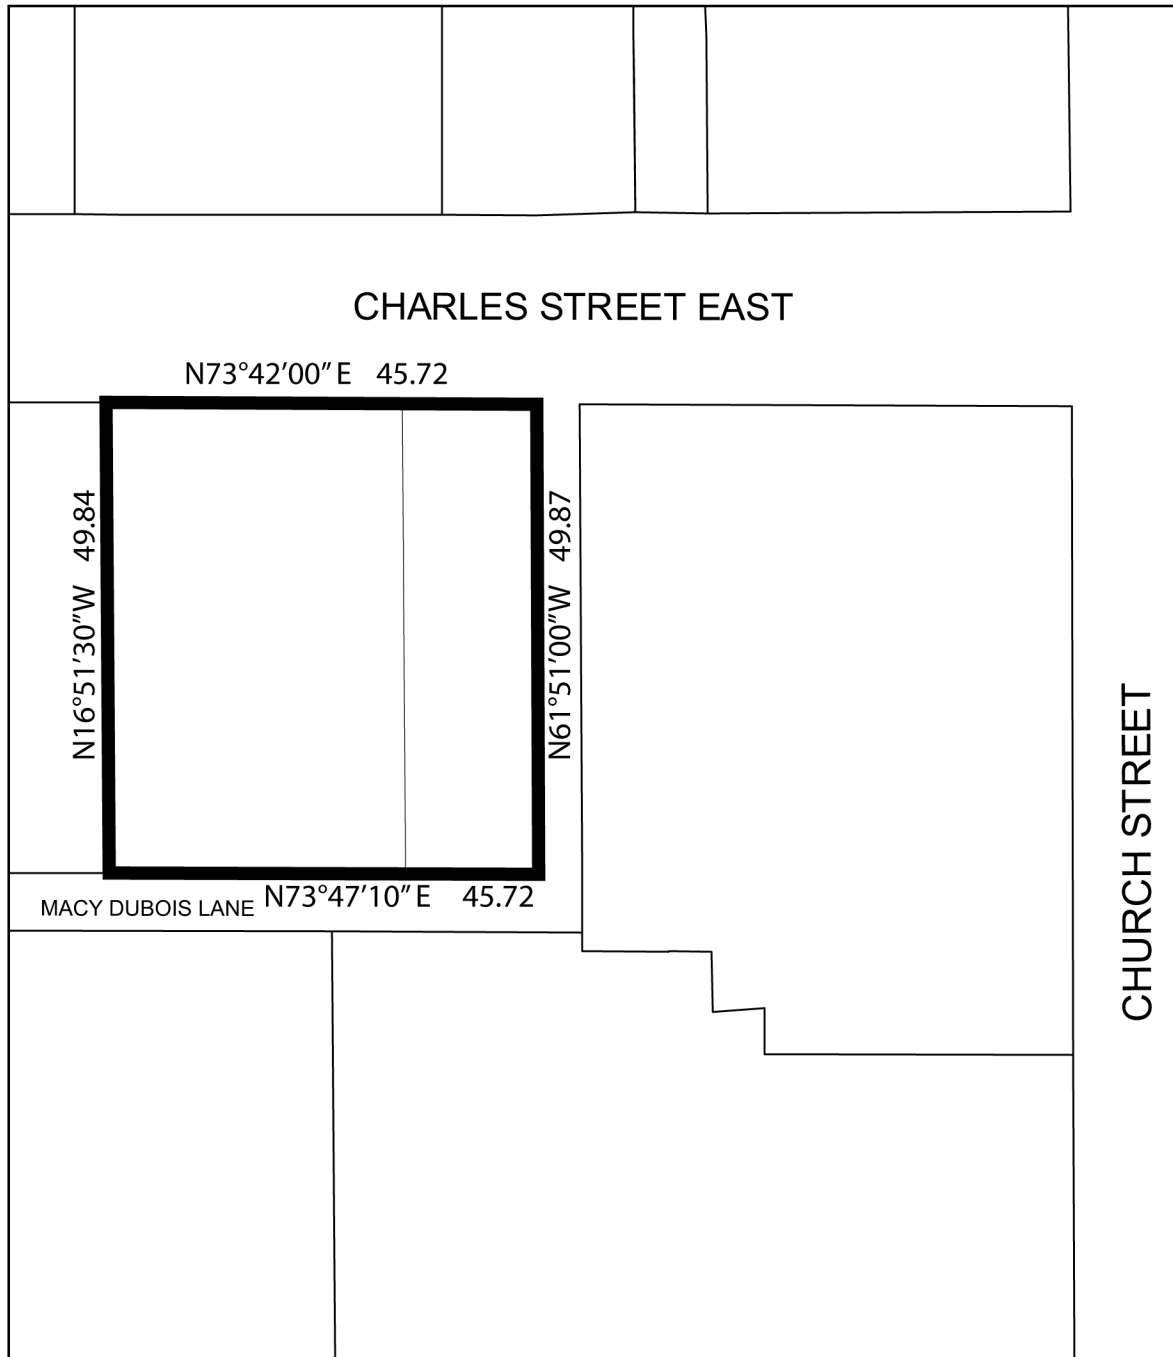 CHARLES STREET EAST
N73°42'00" E 45.72
N16°51'30"W 49.84
N61°51'00"W 49.87
N73°47'10" E 45.72
MACY DUBOIS LANE
CHURCH STREET